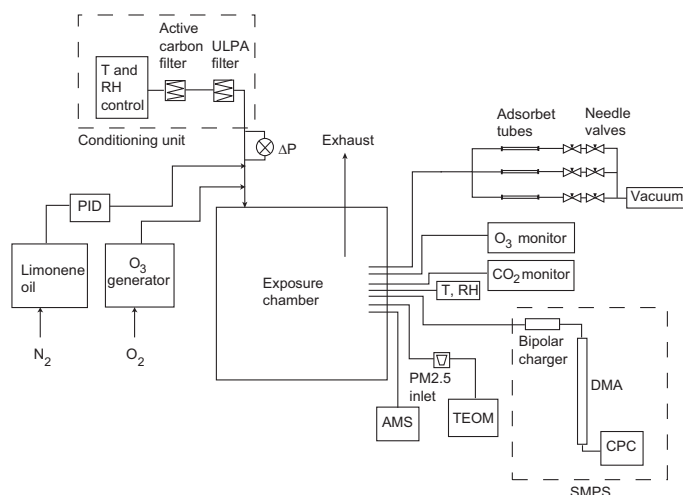 Active
carbon
filter
ULPA
filter
T and
RH
control
Conditioning unit
ΔP
Exhaust
Adsorbet
tubes
Needle
valves
Vacuum
PID
Limonene
oil
O3
generator
N2
O2
Exposure
chamber
O3 monitor
CO2 monitor
T, RH
Bipolar
charger
DMA
CPC
SMPS
PM2.5
inlet
AMS
TEOM